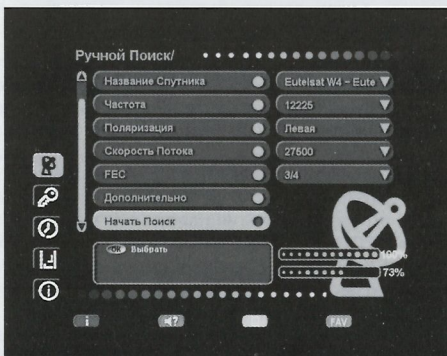 Ручной Поиск/
Название Спутника Eutelsat W4 - Eute
Частота 12225
Поляризация Левая
Скорость Потока 27500
FEC 3/4
Дополнительно
Начать Поиск
OK Выбрать
100%
73%
i ? FAV